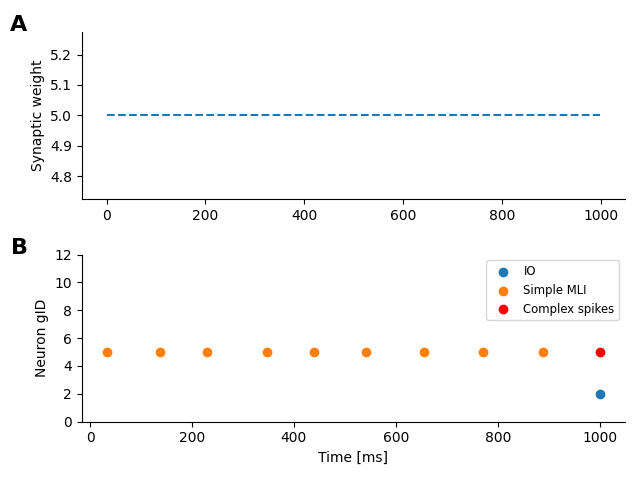 A
Synaptic weight
5.2
5.1
5.0
4.9
4.8
0 200 400 600 800 1000
B
Neuron gID
12
10
8
6
4
2
0
IO
Simple MLI
Complex spikes
0 200 400 600 800 1000
Time [ms]